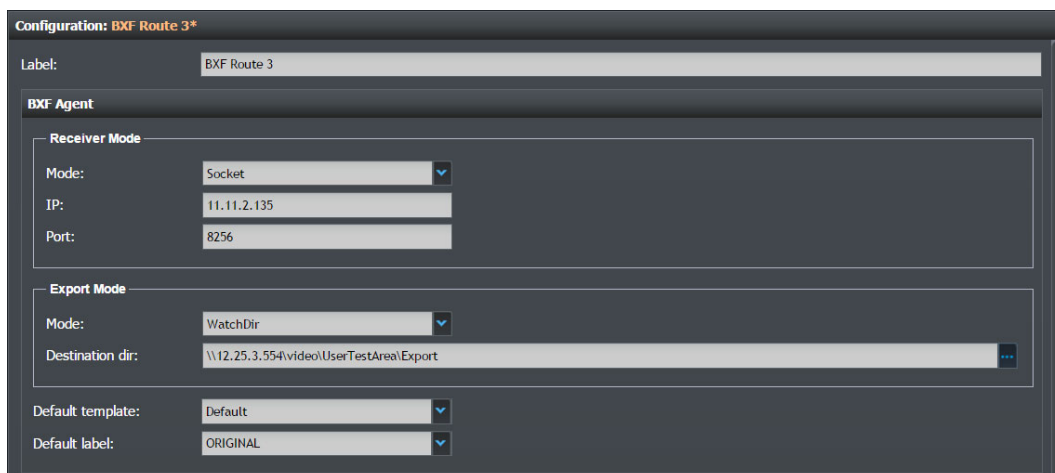 Configuration: BXF Route 3*
Label: BXF Route 3
BXF Agent
Receiver Mode
Mode: Socket
IP: 11.11.2.135
Port: 8256
Export Mode
Mode: WatchDir
Destination dir: \\12.25.3.554\video\UserTestArea\Export ...
Default template: Default
Default label: ORIGINAL